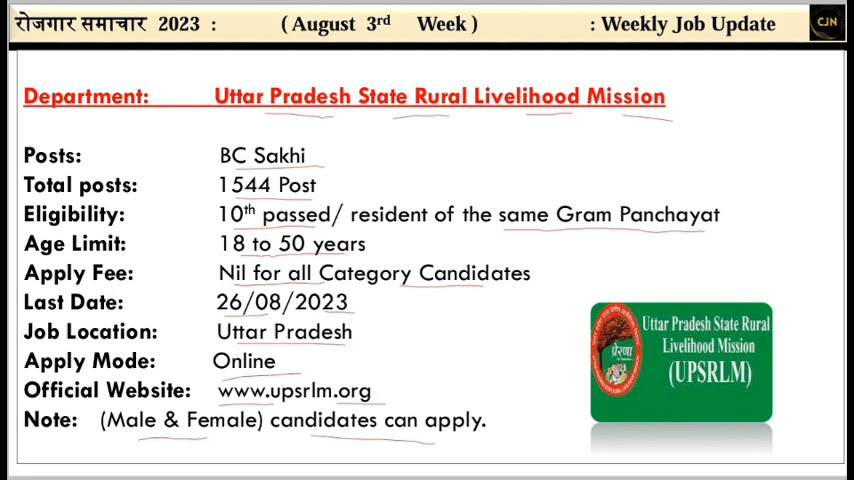 रोजगार समाचार 2023 : ( August 3rd Week ) : Weekly Job Update
CJN
Department: Uttar Pradesh State Rural Livelihood Mission
Posts: BC Sakhi
Total posts: 1544 Post
Eligibility: 10th passed/ resident of the same Gram Panchayat
Age Limit: 18 to 50 years
Apply Fee: Nil for all Category Candidates
Last Date: 26/08/2023
Job Location: Uttar Pradesh
Apply Mode: Online
Official Website: www.upsrlm.org
Note: (Male & Female) candidates can apply.
प्रेरणा
Uttar Pradesh State Rural
Livelihood Mission
(UPSRLM)